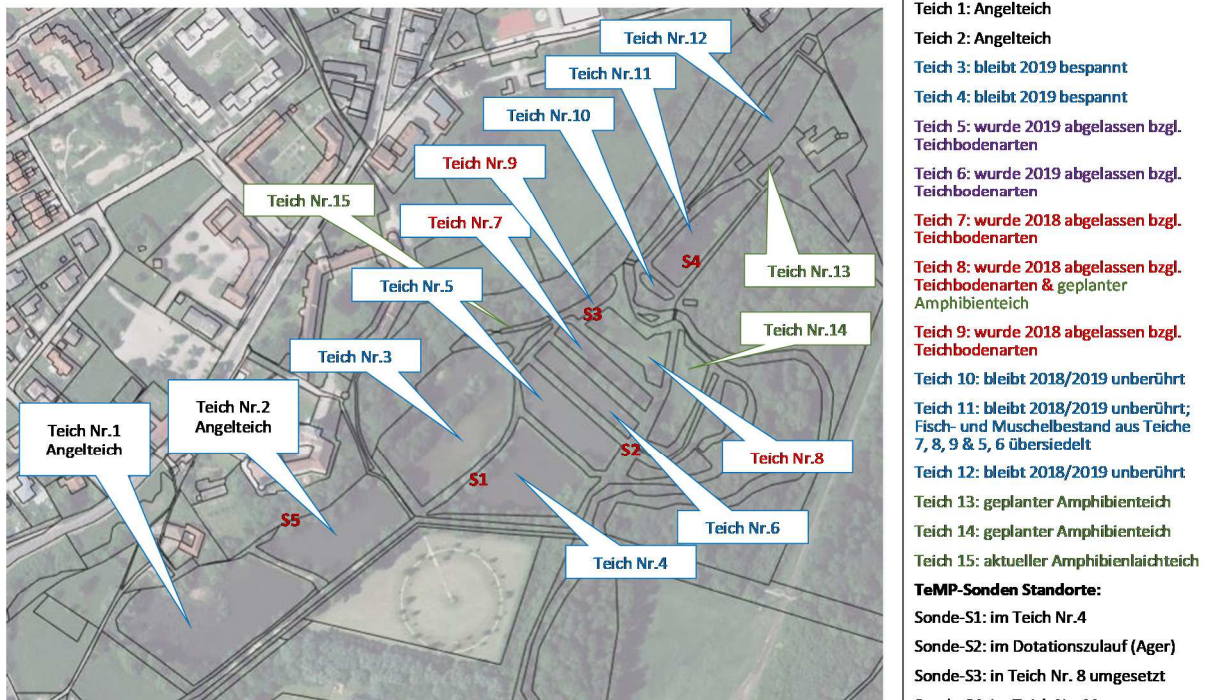 Teich Nr.12
Teich Nr.11
Teich Nr.10
Teich Nr.9
Teich Nr.15
Teich Nr.7
Teich Nr.13
Teich Nr.5
Teich Nr.14
Teich Nr.3
Teich Nr.2
Angelteich
Teich Nr.1
Angelteich
Teich Nr.8
Teich Nr.6
Teich Nr.4
S4
S3
S2
S1
S5
Teich 1: Angelteich
Teich 2: Angelteich
Teich 3: bleibt 2019 bespannt
Teich 4: bleibt 2019 bespannt
Teich 5: wurde 2019 abgelassen bzgl.
Teichbodenarten
Teich 6: wurde 2019 abgelassen bzgl.
Teichbodenarten
Teich 7: wurde 2018 abgelassen bzgl.
Teichbodenarten
Teich 8: wurde 2018 abgelassen bzgl.
Teichbodenarten & geplanter
Amphibienteich
Teich 9: wurde 2018 abgelassen bzgl.
Teichbodenarten
Teich 10: bleibt 2018/2019 unberührt
Teich 11: bleibt 2018/2019 unberührt;
Fisch- und Muschelbestand aus Teiche
7, 8, 9 & 5, 6 übersiedelt
Teich 12: bleibt 2018/2019 unberührt
Teich 13: geplanter Amphibienteich
Teich 14: geplanter Amphibienteich
Teich 15: aktueller Amphibienlaichteich
TeMP-Sonden Standorte:
Sonde-S1: im Teich Nr.4
Sonde-S2: im Dotationszulauf (Ager)
Sonde-S3: in Teich Nr. 8 umgesetzt